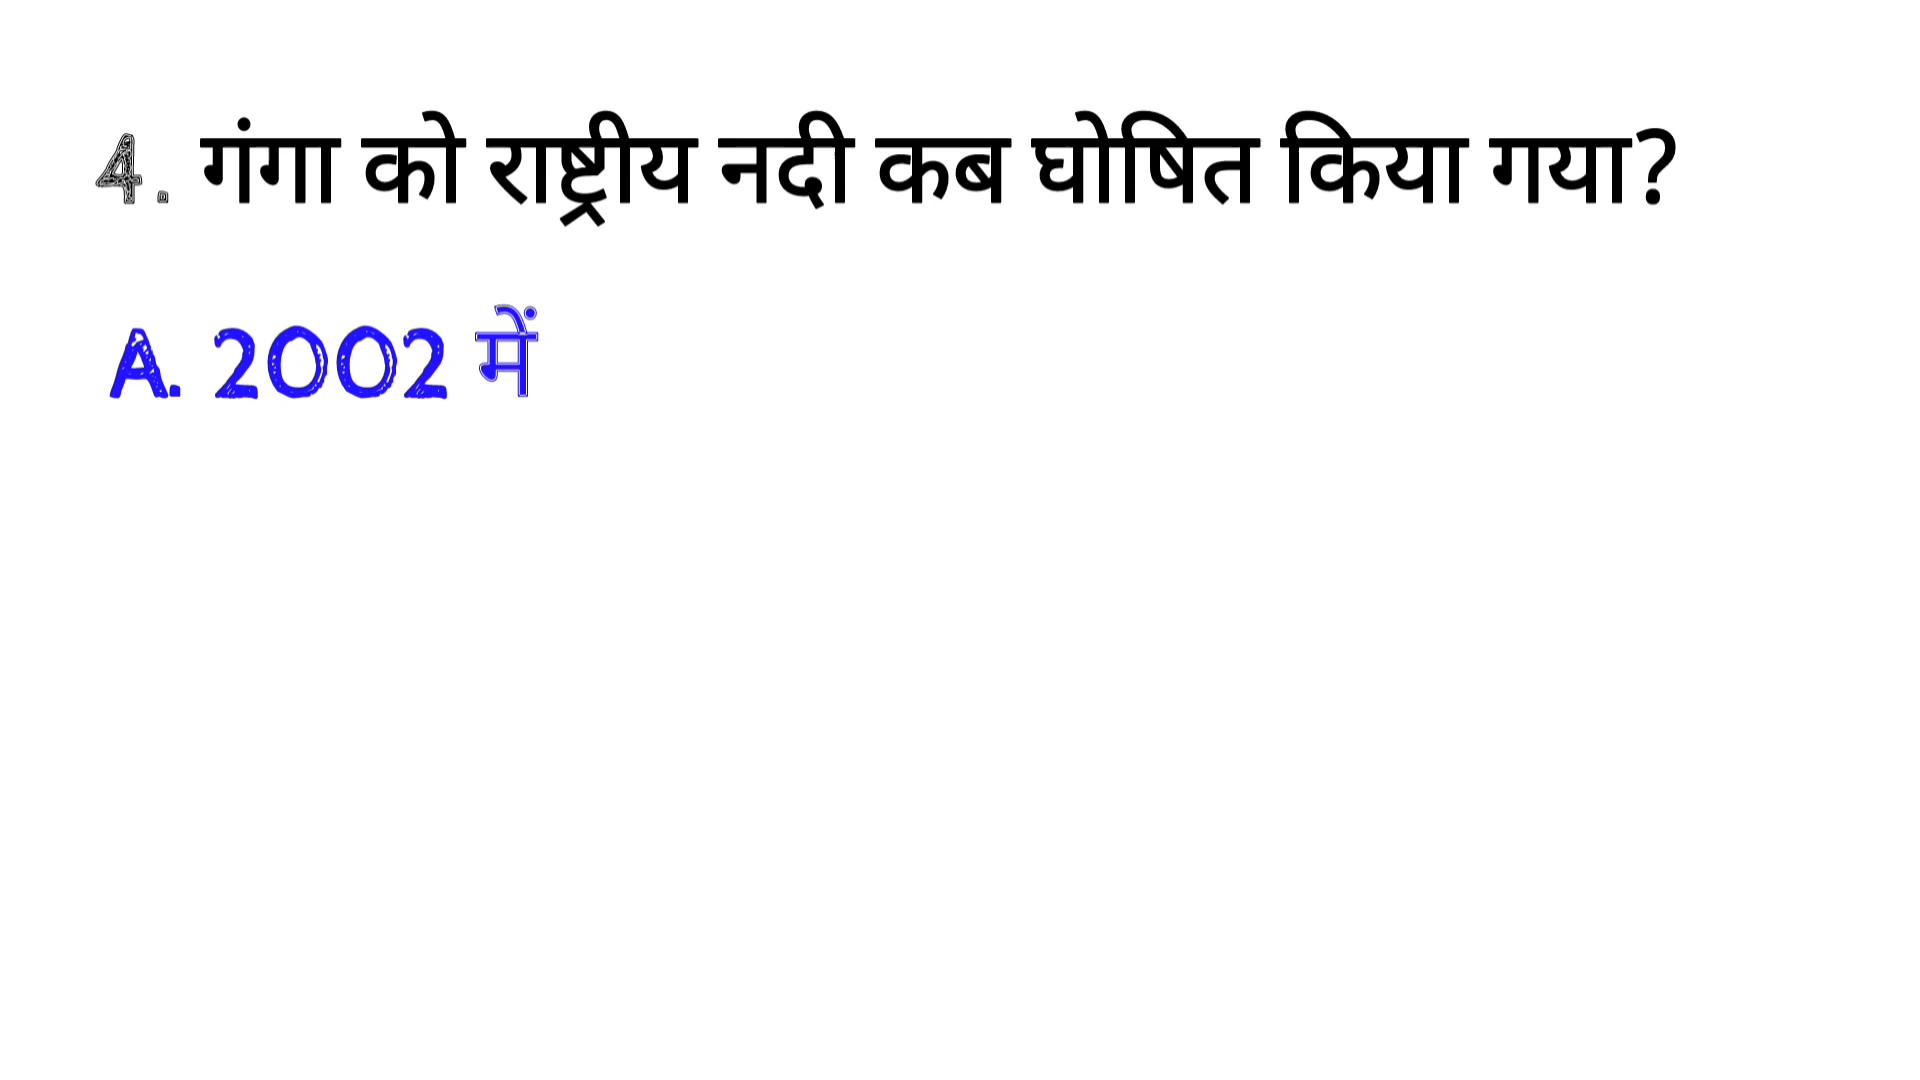 4. गंगा को राष्ट्रीय नदी कब घोषित किया गया?
A. 2002 में